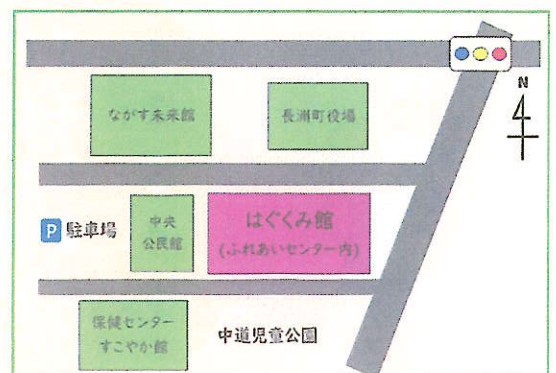 N
ながす未来館
長洲町役場
P 駐車場
中央
公民館
はぐくみ館
(ふれあいセンター内)
保健センター
すこやか館
中道児童公園